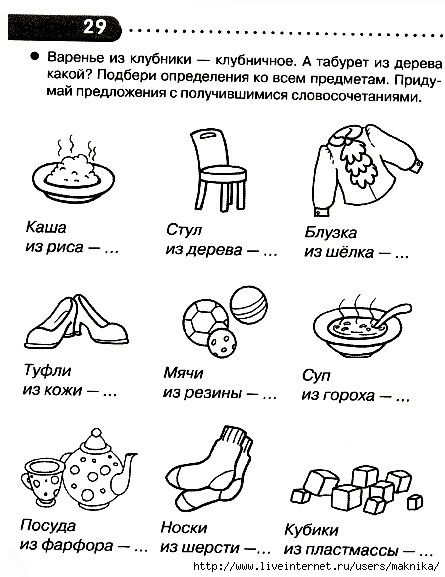 29
● Варенье из клубники — клубничное. А табурет из дерева
какой? Подбери определения ко всем предметам. Приду-
май предложения с получившимися словосочетаниями.
Каша
из риса — ...
Стул
из дерева — ...
Блузка
из шёлка — ...
Туфли
из кожи — ...
Мячи
из резины — ...
Суп
из гороха — ...
Посуда
из фарфора — ...
Носки
из шерсти — ...
Кубики
из пластмассы — ...
http://www.liveinternet.ru/users/maknika/